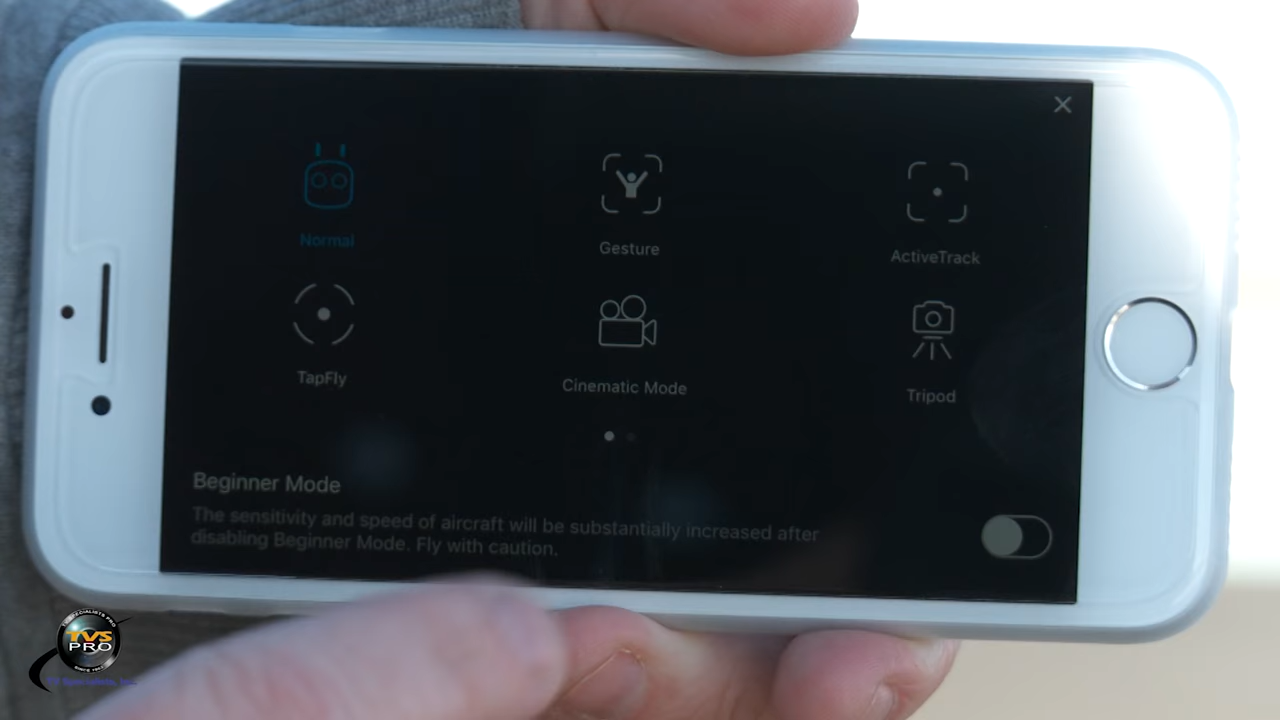 Normal
Gesture
ActiveTrack
TapFly
Cinematic Mode
Tripod
Beginner Mode
The sensitivity and speed of aircraft will be substantially increased after
disabling Beginner Mode. Fly with caution.
TVS
PRO